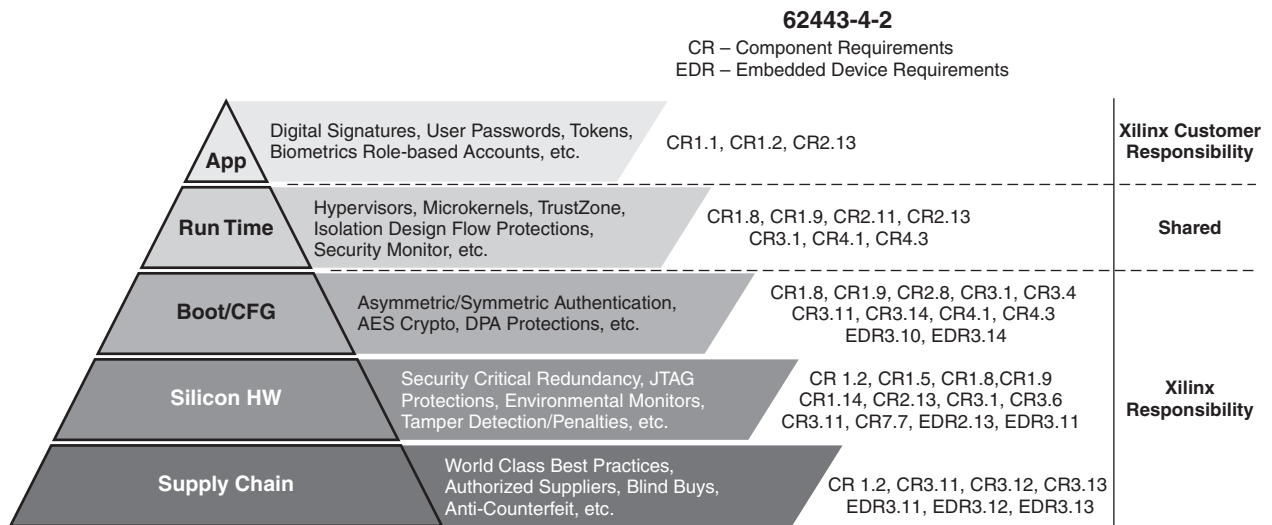 62443-4-2
CR – Component Requirements
EDR – Embedded Device Requirements
App
Digital Signatures, User Passwords, Tokens,
Biometrics Role-based Accounts, etc.
CR1.1, CR1.2, CR2.13
Xilinx Customer
Responsibility
Run Time
Hypervisors, Microkernels, TrustZone,
Isolation Design Flow Protections,
Security Monitor, etc.
CR1.8, CR1.9, CR2.11, CR2.13
CR3.1, CR4.1, CR4.3
Shared
Boot/CFG
Asymmetric/Symmetric Authentication,
AES Crypto, DPA Protections, etc.
CR1.8, CR1.9, CR2.8, CR3.1, CR3.4
CR3.11, CR3.14, CR4.1, CR4.3
EDR3.10, EDR3.14
Silicon HW
Security Critical Redundancy, JTAG
Protections, Environmental Monitors,
Tamper Detection/Penalties, etc.
CR 1.2, CR1.5, CR1.8,CR1.9
CR1.14, CR2.13, CR3.1, CR3.6
CR3.11, CR7.7, EDR2.13, EDR3.11
Xilinx
Responsibility
Supply Chain
World Class Best Practices,
Authorized Suppliers, Blind Buys,
Anti-Counterfeit, etc.
CR 1.2, CR3.11, CR3.12, CR3.13
EDR3.11, EDR3.12, EDR3.13